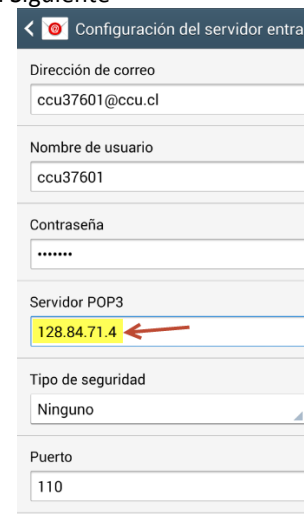 Siguiente
Configuración del servidor entra
Dirección de correo
ccu37601@ccu.cl
Nombre de usuario
ccu37601
Contraseña
•••••••
Servidor POP3
128.84.71.4
Tipo de seguridad
Ninguno
Puerto
110